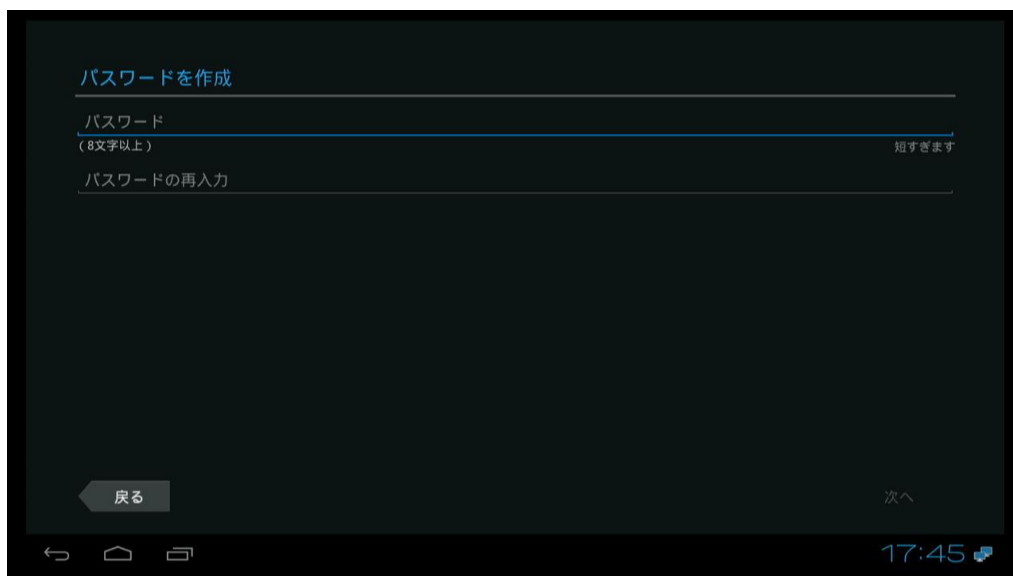 パスワードを作成
パスワード
(8文字以上)
短すぎます
パスワードの再入力
戻る
次へ
17:45